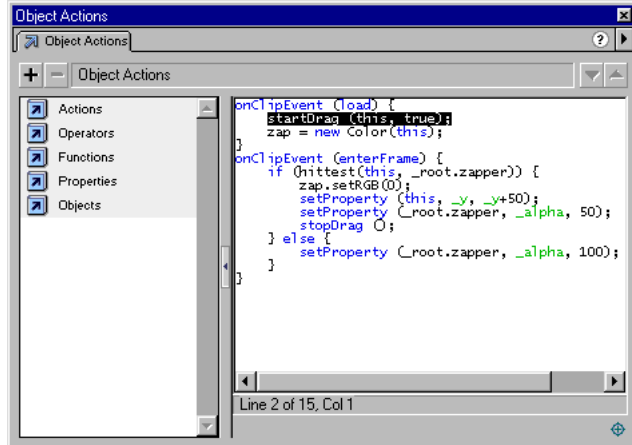 Object Actions
Object Actions
?
+ − Object Actions
Actions
Operators
Functions
Properties
Objects
onClipEvent (load) {
    startDrag (this, true);
    zap = new Color(this);
}
onClipEvent (enterFrame) {
    if (hittest(this, _root.zapper)) {
        zap.setRGB(0);
        setProperty (this, _y, _y+50);
        setProperty (_root.zapper, _alpha, 50);
        stopDrag ();
    } else {
        setProperty (_root.zapper, _alpha, 100);
    }
}
Line 2 of 15, Col 1